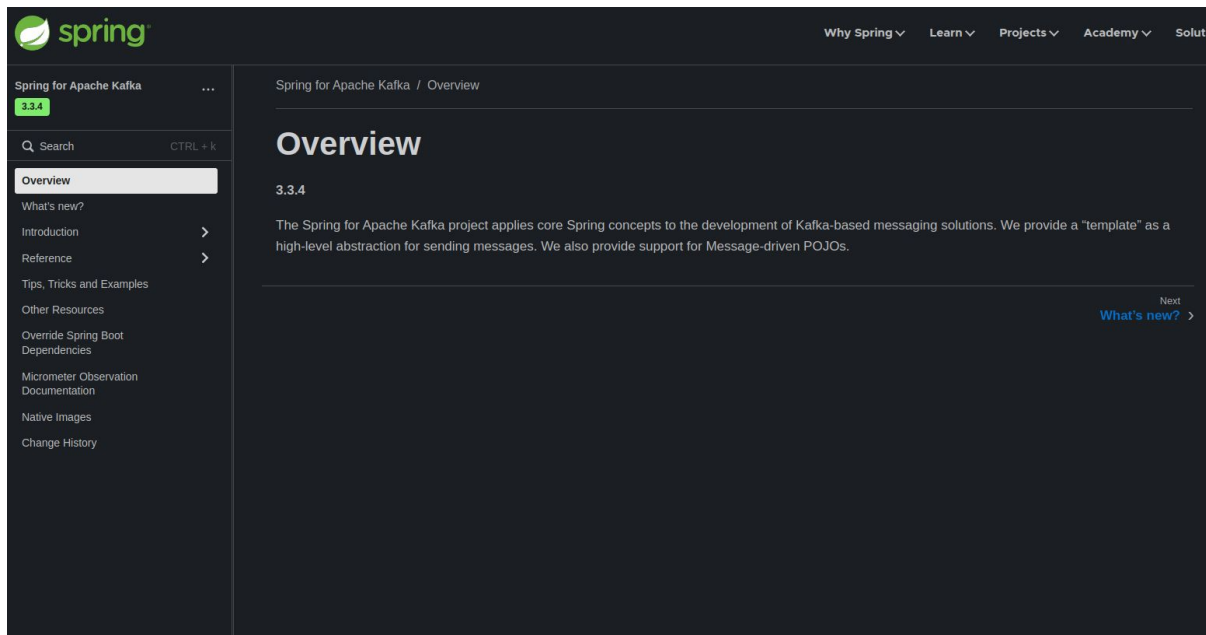 spring
Why Spring
Learn
Projects
Academy
Solut
Spring for Apache Kafka
...
3.3.4
Search CTRL + k
Overview
What's new?
Introduction
Reference
Tips, Tricks and Examples
Other Resources
Override Spring Boot
Dependencies
Micrometer Observation
Documentation
Native Images
Change History
Spring for Apache Kafka / Overview
Overview
3.3.4
The Spring for Apache Kafka project applies core Spring concepts to the development of Kafka-based messaging solutions. We provide a “template” as a
high-level abstraction for sending messages. We also provide support for Message-driven POJOs.
Next
What's new?